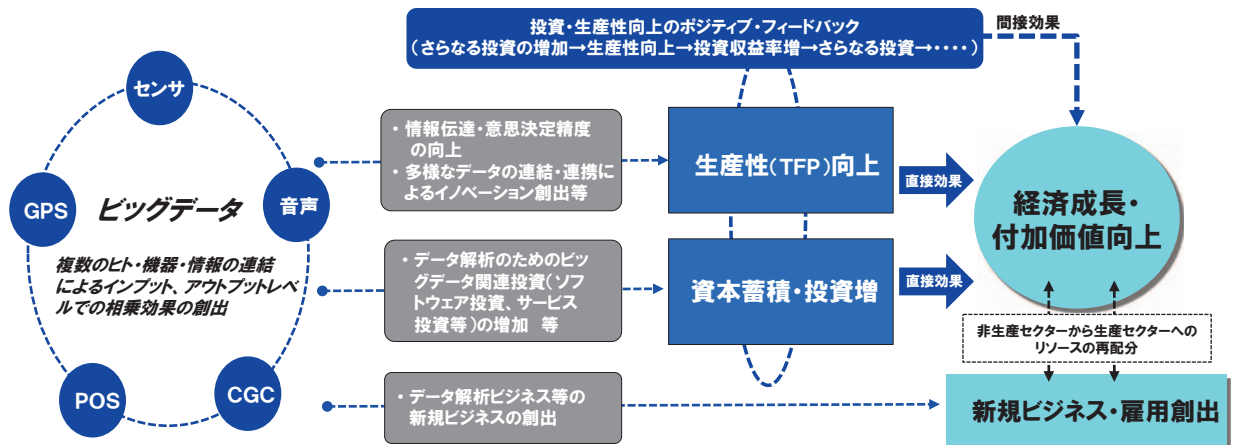 投資・生産性向上のポジティブ・フィードバック
（さらなる投資の増加→生産性向上→投資収益率増→さらなる投資→・・・・）
間接効果
センサ
GPS
音声
POS
CGC
ビッグデータ
複数のヒト・機器・情報の連結
によるインプット、アウトプットレベ
ルでの相乗効果の創出
・情報伝達・意思決定精度
の向上
・多様なデータの連結・連携に
よるイノベーション創出等
生産性（TFP）向上
直接効果
・データ解析のためのビッ
グデータ関連投資（ソフ
トウェア投資、サービス
投資等）の増加 等
資本蓄積・投資増
直接効果
経済成長・
付加価値向上
非生産セクターから生産セクターへの
リソースの再配分
・データ解析ビジネス等の
新規ビジネスの創出
新規ビジネス・雇用創出